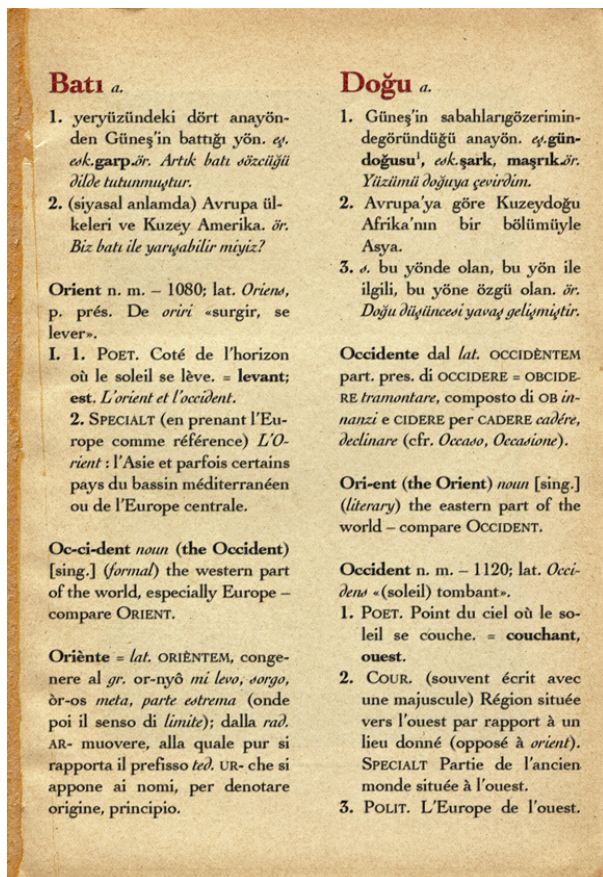 Batı a.
1. yeryüzündeki dört anayön-
den Güneş'in battığı yön. eş.
esk.garp.ör. Artık batı sözcüğü
dilde tutunmuştur.
2. (siyasal anlamda) Avrupa ül-
keleri ve Kuzey Amerika. ör.
Biz batı ile yarışabilir miyiz?
Orient n. m. – 1080; lat. Oriens,
p. prés. De oriri «surgir, se
lever».
I. 1. POET. Coté de l'horizon
où le soleil se lève. = levant;
est. L'orient et l'occident.
2. SPECIALT (en prenant l'Eu-
rope comme référence) L'O-
rient : l'Asie et parfois certains
pays du bassin méditerranéen
ou de l'Europe centrale.
Oc-ci-dent noun (the Occident)
[sing.] (formal) the western part
of the world, especially Europe –
compare ORIENT.
Oriènte = lat. ORIÈNTEM, conge-
nere al gr. or-nyô mi levo, sorgo,
òr-os meta, parte estrema (onde
poi il senso di limite); dalla rad.
AR- muovere, alla quale pur si
rapporta il prefisso ted. UR- che si
appone ai nomi, per denotare
origine, principio.
Doğu a.
1. Güneş'in sabahlarıgözerimin-
degöründüğü anayön. eş.gün-
doğusu¹, esk.şark, maşrık.ör.
Yüzümü doğuya çevirdim.
2. Avrupa'ya göre Kuzeydoğu
Afrika'nın bir bölümüyle
Asya.
3. s. bu yönde olan, bu yön ile
ilgili, bu yöne özgü olan. ör.
Doğu düşüncesi yavaş gelişmiştir.
Occidente dal lat. OCCIDÈNTEM
part. pres. di OCCIDERE = OBCIDE-
RE tramontare, composto di OB in-
nanzi e CIDERE per CADERE cadére,
declinare (cfr. Occaso, Occasione).
Ori-ent (the Orient) noun [sing.]
(literary) the eastern part of the
world – compare OCCIDENT.
Occident n. m. – 1120; lat. Occi-
dens «(soleil) tombant».
1. POET. Point du ciel où le so-
leil se couche. = couchant,
ouest.
2. COUR. (souvent écrit avec
une majuscule) Région située
vers l'ouest par rapport à un
lieu donné (opposé à orient).
SPECIALT Partie de l'ancien
monde située à l'ouest.
3. POLIT. L'Europe de l'ouest.